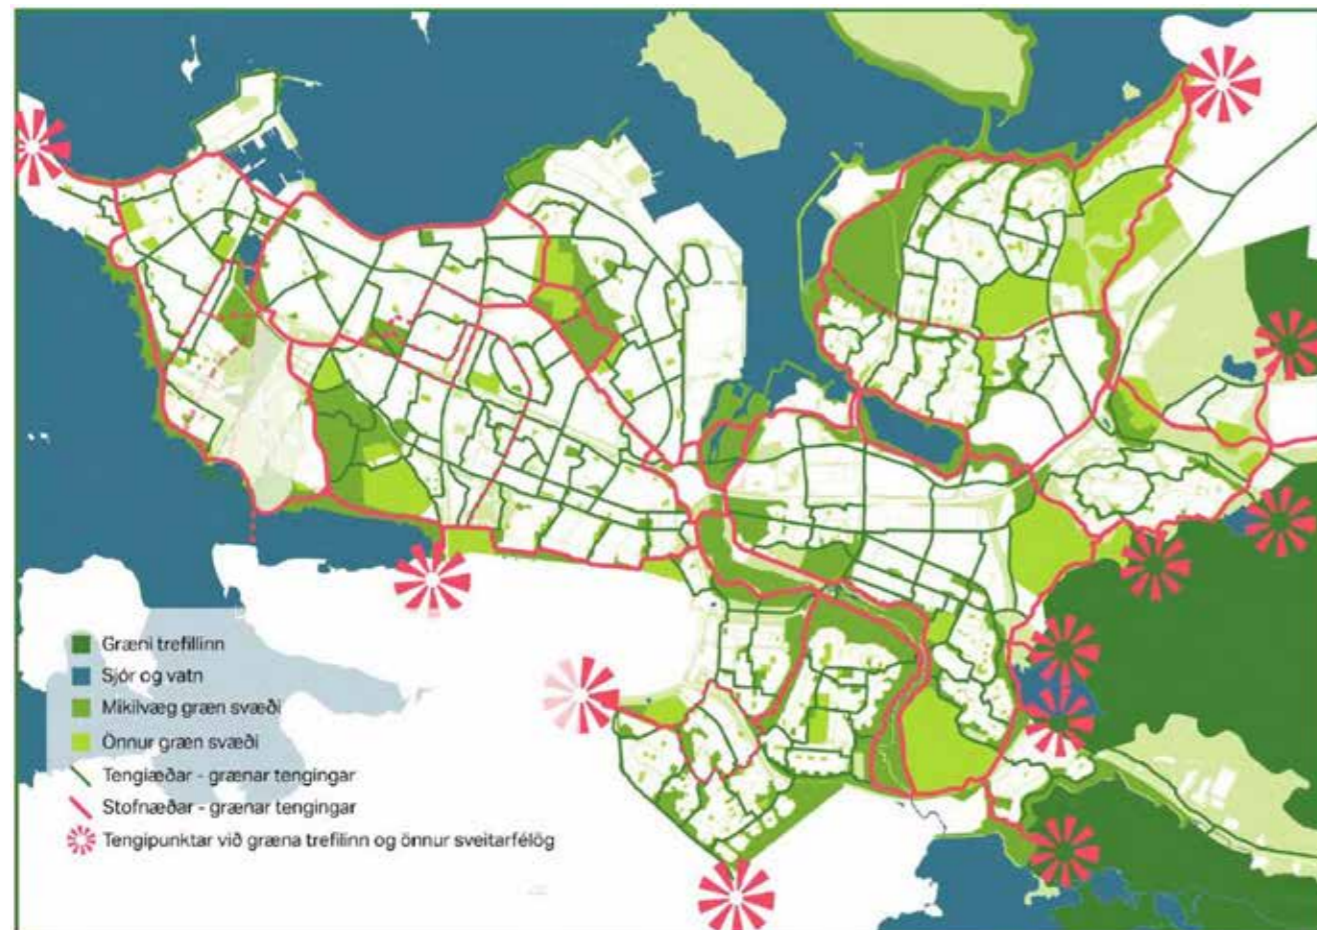 Græni trefillinn
Sjór og vatn
Mikilvæg græn svæði
Önnur græn svæði
Tengiæðar - grænar tengingar
Stofnæðar - grænar tengingar
Tengipunktar við græna trefilinn og önnur sveitarfélög